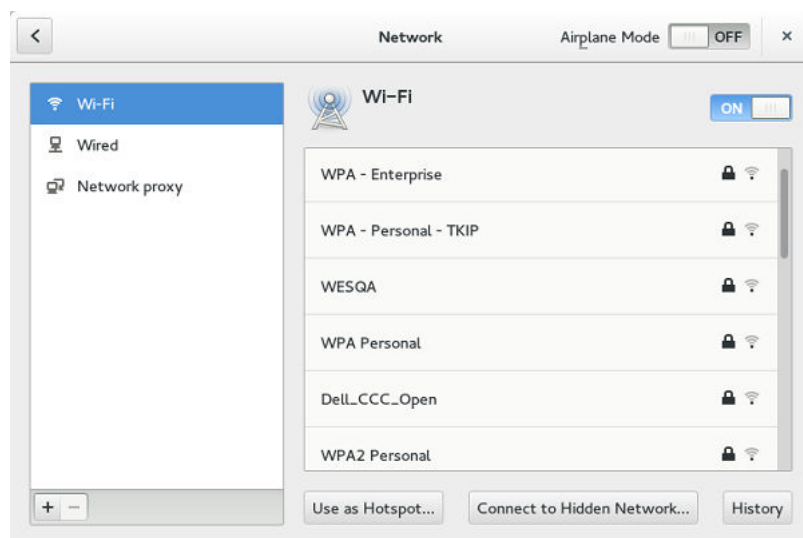 Network
Airplane Mode OFF
Wi-Fi
Wired
Network proxy
Wi-Fi
ON
WPA - Enterprise
WPA - Personal - TKIP
WESQA
WPA Personal
Dell_CCC_Open
WPA2 Personal
Use as Hotspot... Connect to Hidden Network... History